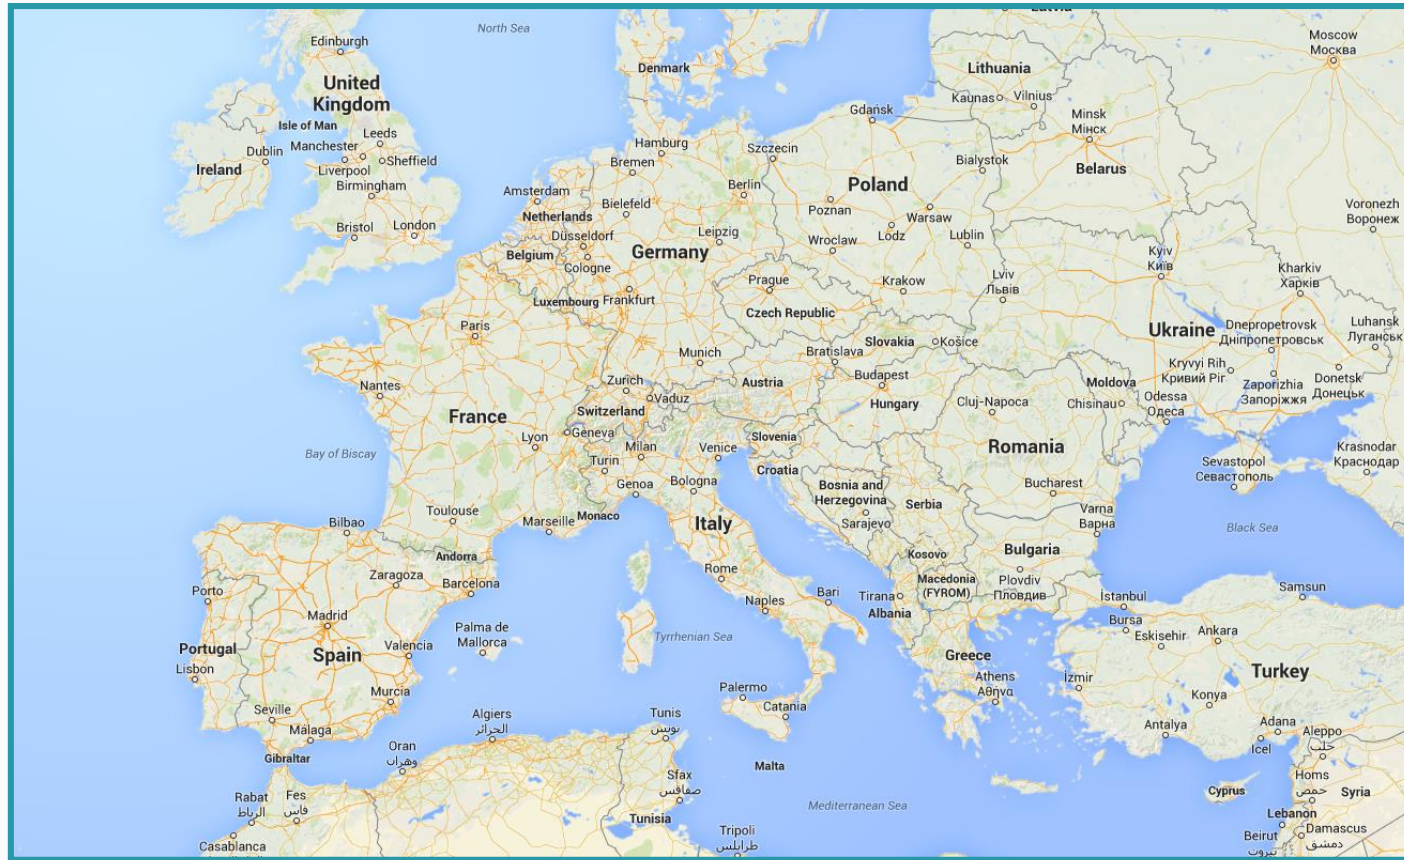 Latvia
North Sea
Moscow
Москва
Edinburgh
Denmark
Lithuania
United
Kingdom
Kaunas
Vilnius
Gdańsk
Minsk
Мінск
Isle of Man
Leeds
Dublin
Manchester
Hamburg
Szczecin
Bialystok
Ireland
Liverpool
Sheffield
Bremen
Belarus
Birmingham
Berlin
Poland
Amsterdam
Bielefeld
Poznan
Warsaw
Voronezh
Воронеж
Netherlands
Bristol
London
Düsseldorf
Leipzig
Wroclaw
Lodz
Lublin
Belgium
Germany
Kyiv
Київ
Cologne
Prague
Krakow
Lviv
Львів
Kharkiv
Харків
Luxembourg
Frankfurt
Czech Republic
Paris
Ukraine
Dnepropetrovsk
Дніпропетровськ
Luhansk
Луганськ
Slovakia
Košice
Munich
Bratislava
Kryvyi Rih
Кривий Ріг
Nantes
Zurich
Austria
Budapest
Moldova
Zaporizhia
Запоріжжя
Donetsk
Донецьк
Vaduz
Hungary
Cluj-Napoca
Chisinau
Odessa
Одеса
France
Switzerland
Lyon
Geneva
Milan
Venice
Slovenia
Romania
Krasnodar
Краснодар
Bay of Biscay
Turin
Croatia
Sevastopol
Севастополь
Genoa
Bologna
Bosnia and
Herzegovina
Serbia
Bucharest
Toulouse
Marseille
Monaco
Italy
Sarajevo
Varna
Варна
Black Sea
Bilbao
Andorra
Kosovo
Bulgaria
Porto
Zaragoza
Barcelona
Rome
Macedonia
(FYROM)
Plovdiv
Пловдив
Samsun
Madrid
Naples
Bari
Tirana
Albania
İstanbul
Bursa
Palma de
Mallorca
Tyrrhenian Sea
Eskisehir
Ankara
Portugal
Spain
Valencia
Greece
Lisbon
Athens
Αθήνα
İzmir
Turkey
Murcia
Palermo
Konya
Seville
Algiers
الجزائر
Tunis
تونس
Catania
Málaga
Antalya
Adana
Aleppo
حلب
Gibraltar
Oran
وهران
Icel
Malta
Sfax
صفاقس
Homs
حمص
Rabat
الرباط
Fes
فاس
Mediterranean Sea
Cyprus
Syria
Tunisia
Lebanon
Tripoli
طرابلس
Beirut
بيروت
Damascus
دمشق
Casablanca